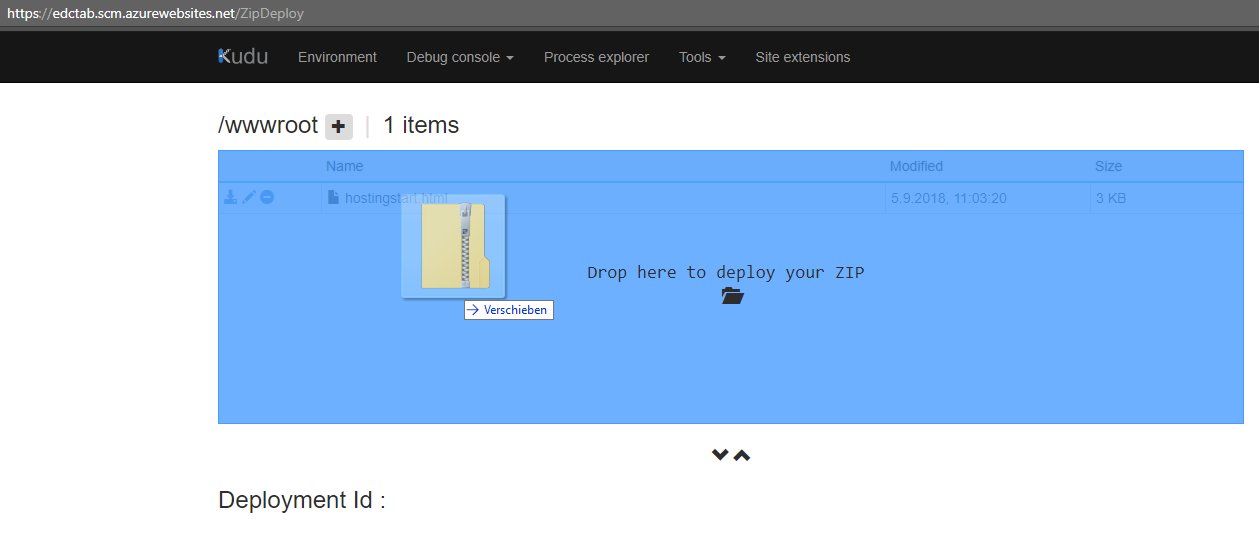 https://edctab.scm.azurewebsites.net/ZipDeploy
Kudu Environment Debug console Process explorer Tools Site extensions
/wwwroot + | 1 items
Name Modified Size
hostingstart.html 5.9.2018, 11:03:20 3 KB
Drop here to deploy your ZIP
Verschieben
Deployment Id :